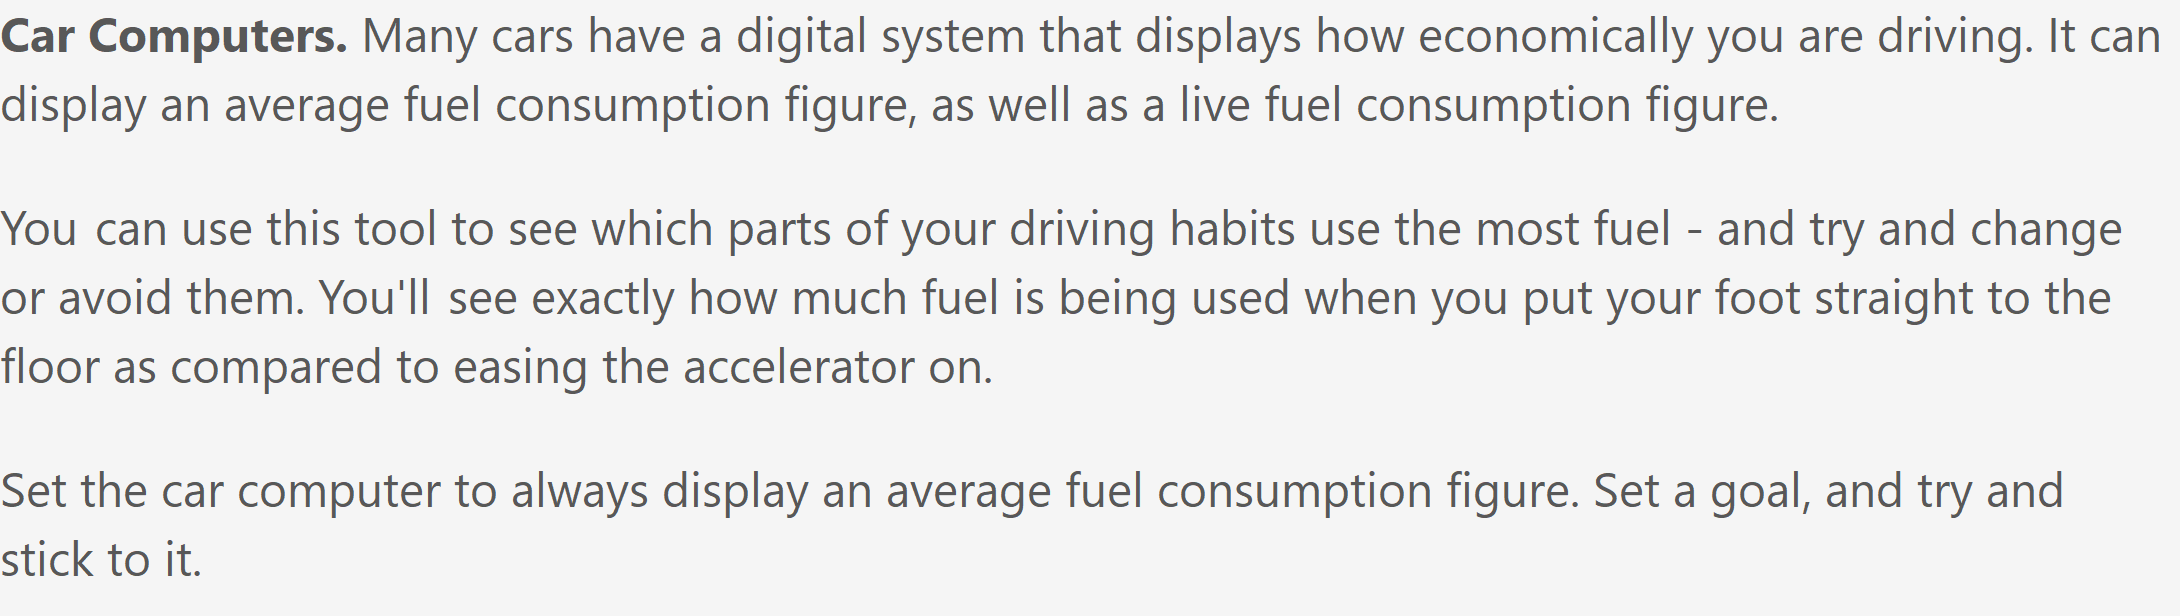 Car Computers. Many cars have a digital system that displays how economically you are driving. It can
display an average fuel consumption figure, as well as a live fuel consumption figure.
You can use this tool to see which parts of your driving habits use the most fuel - and try and change
or avoid them. You'll see exactly how much fuel is being used when you put your foot straight to the
floor as compared to easing the accelerator on.
Set the car computer to always display an average fuel consumption figure. Set a goal, and try and
stick to it.